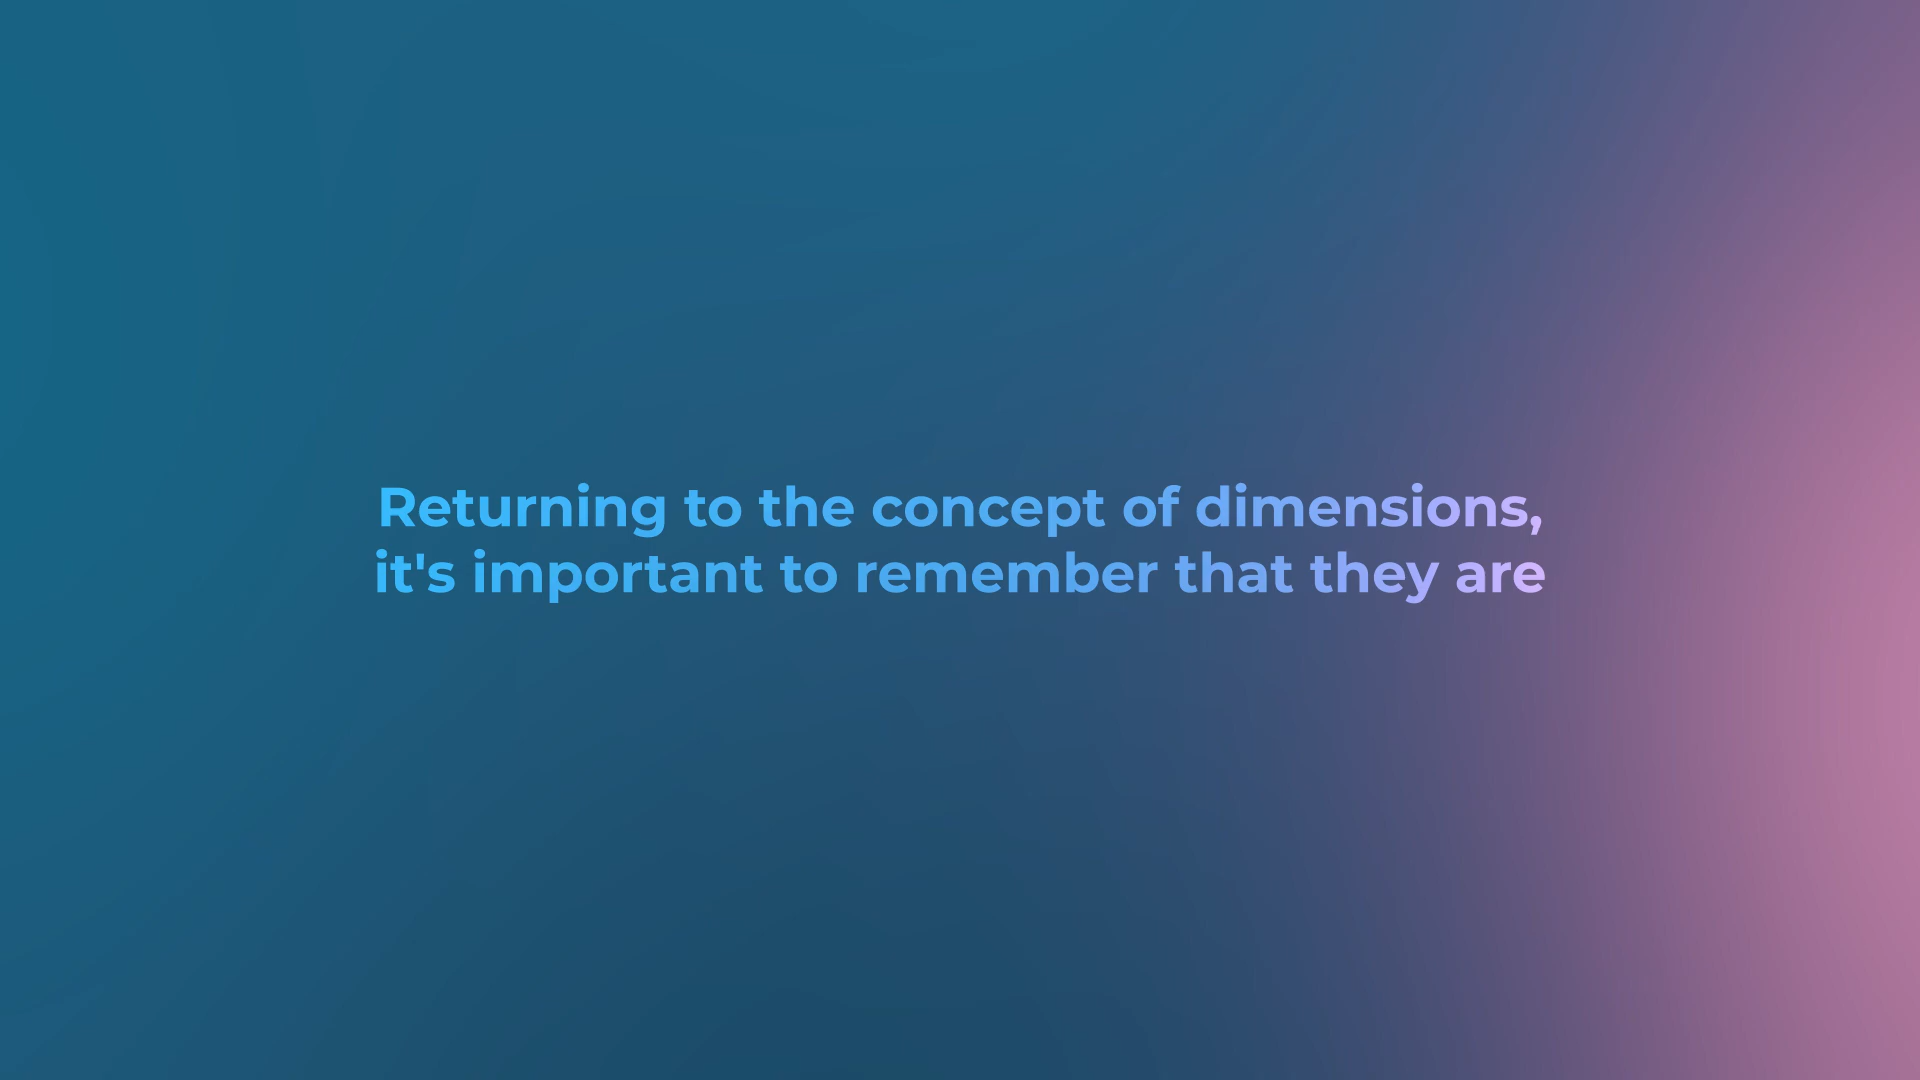 Returning to the concept of dimensions,
it's important to remember that they are